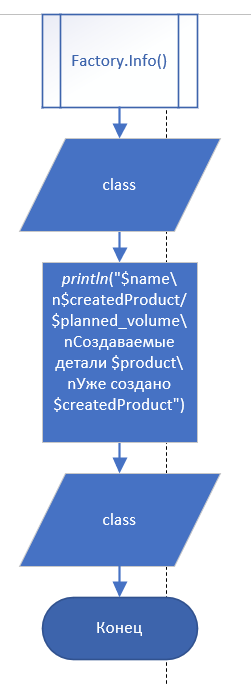 Factory.Info()
class
println("$name\
n$createdProduct/
$planned_volume\
nСоздаваемые
детали $product\
nУже создано
$createdProduct")
class
Конец